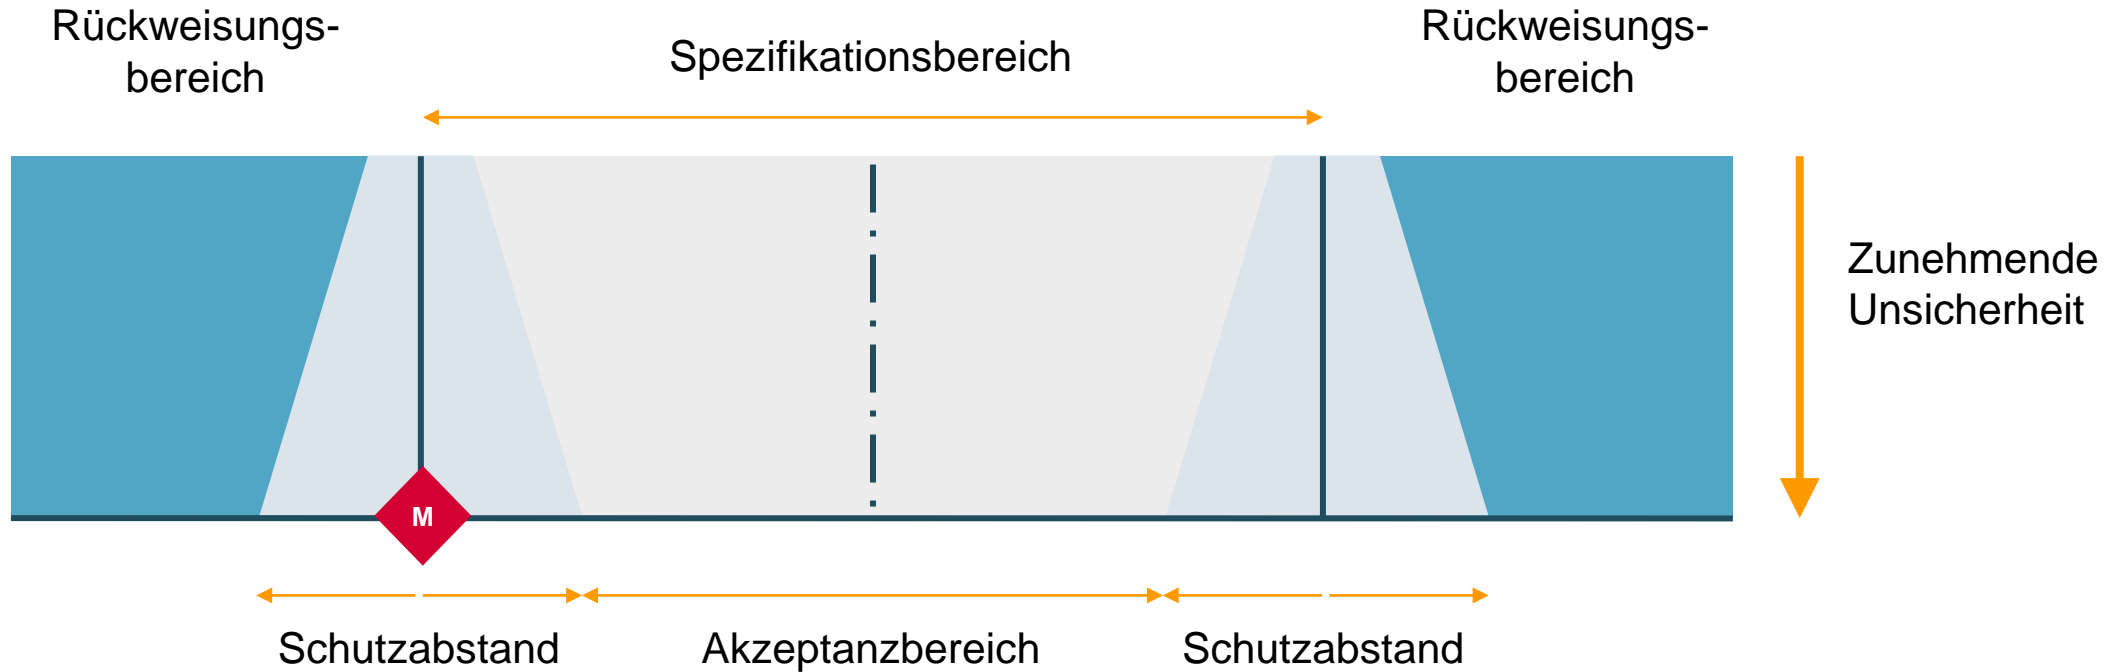 Rückweisungs-
bereich
Spezifikationsbereich
Rückweisungs-
bereich
Zunehmende
Unsicherheit
M
Schutzabstand
Akzeptanzbereich
Schutzabstand